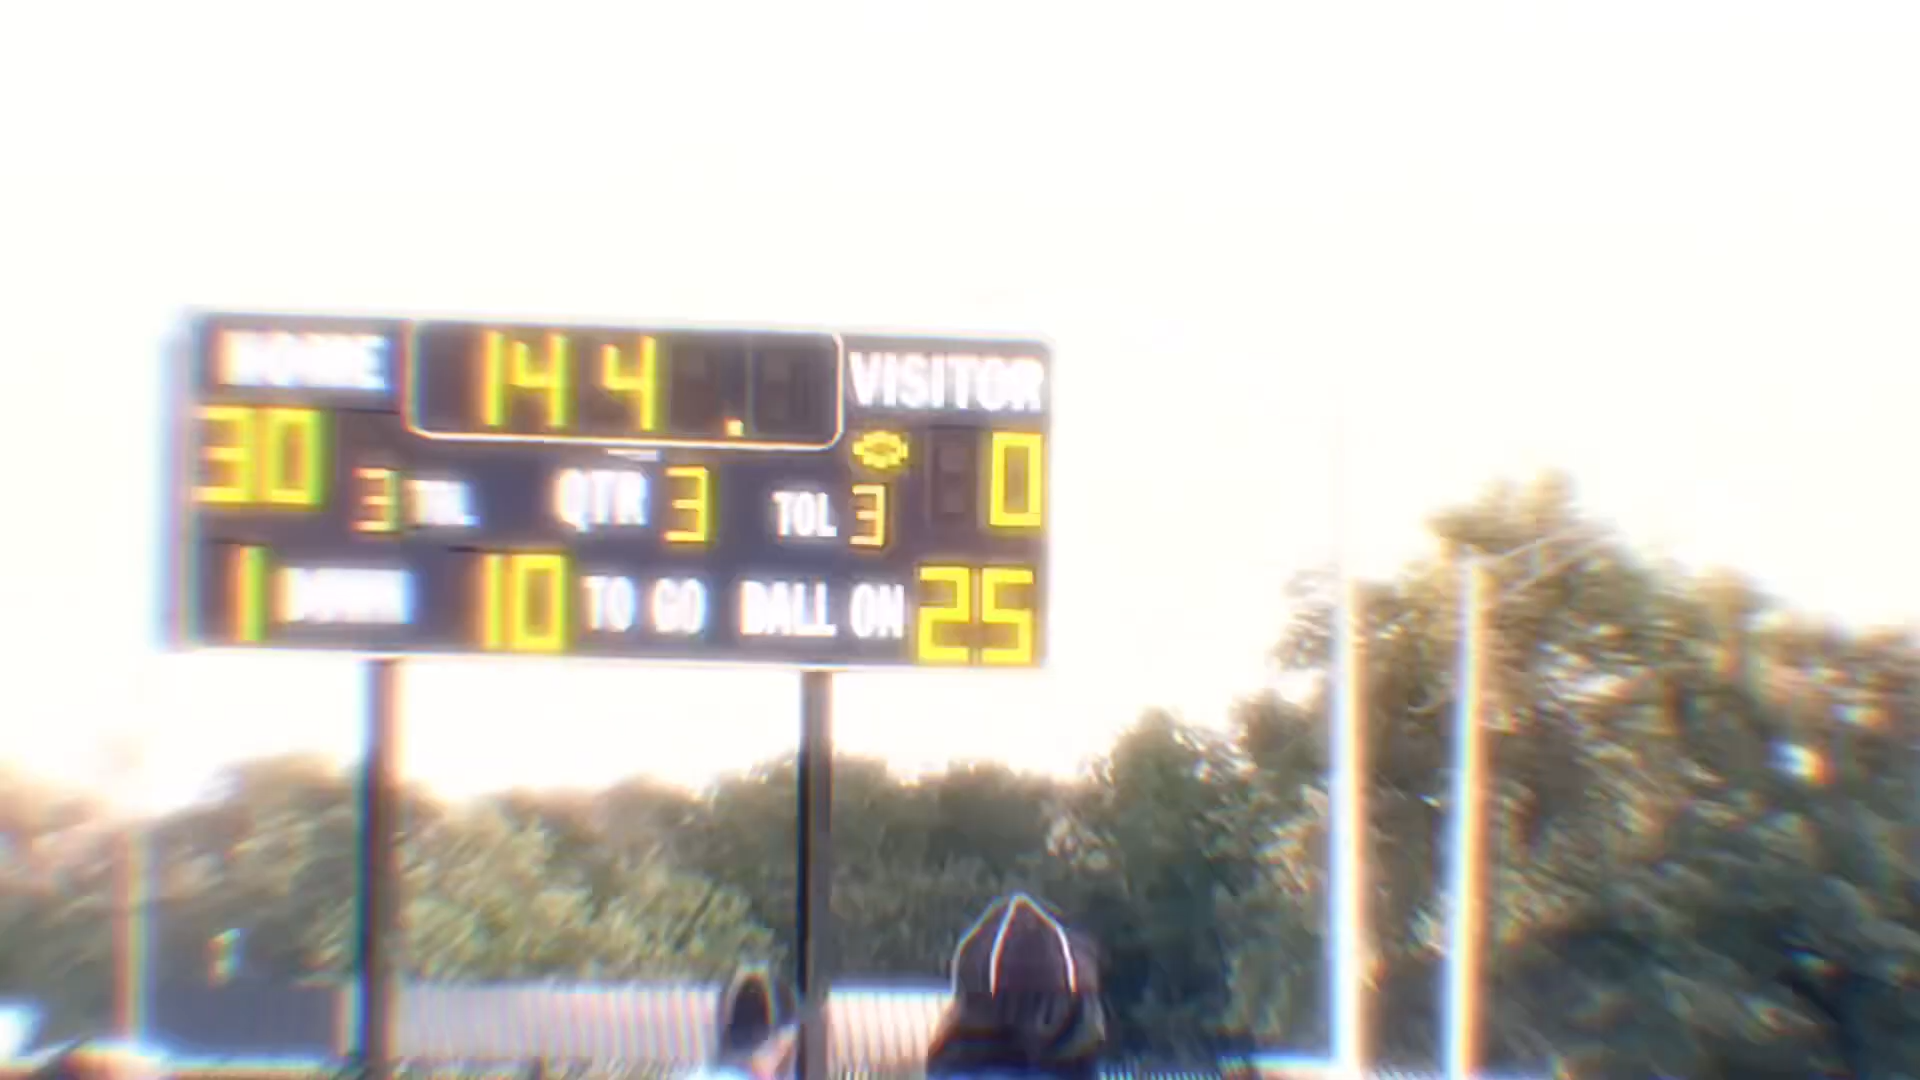 HOME 14 4 . VISITOR
30 3 TOL QTR 3 TOL 3 0
1 DOWN 10 TO GO BALL ON 25